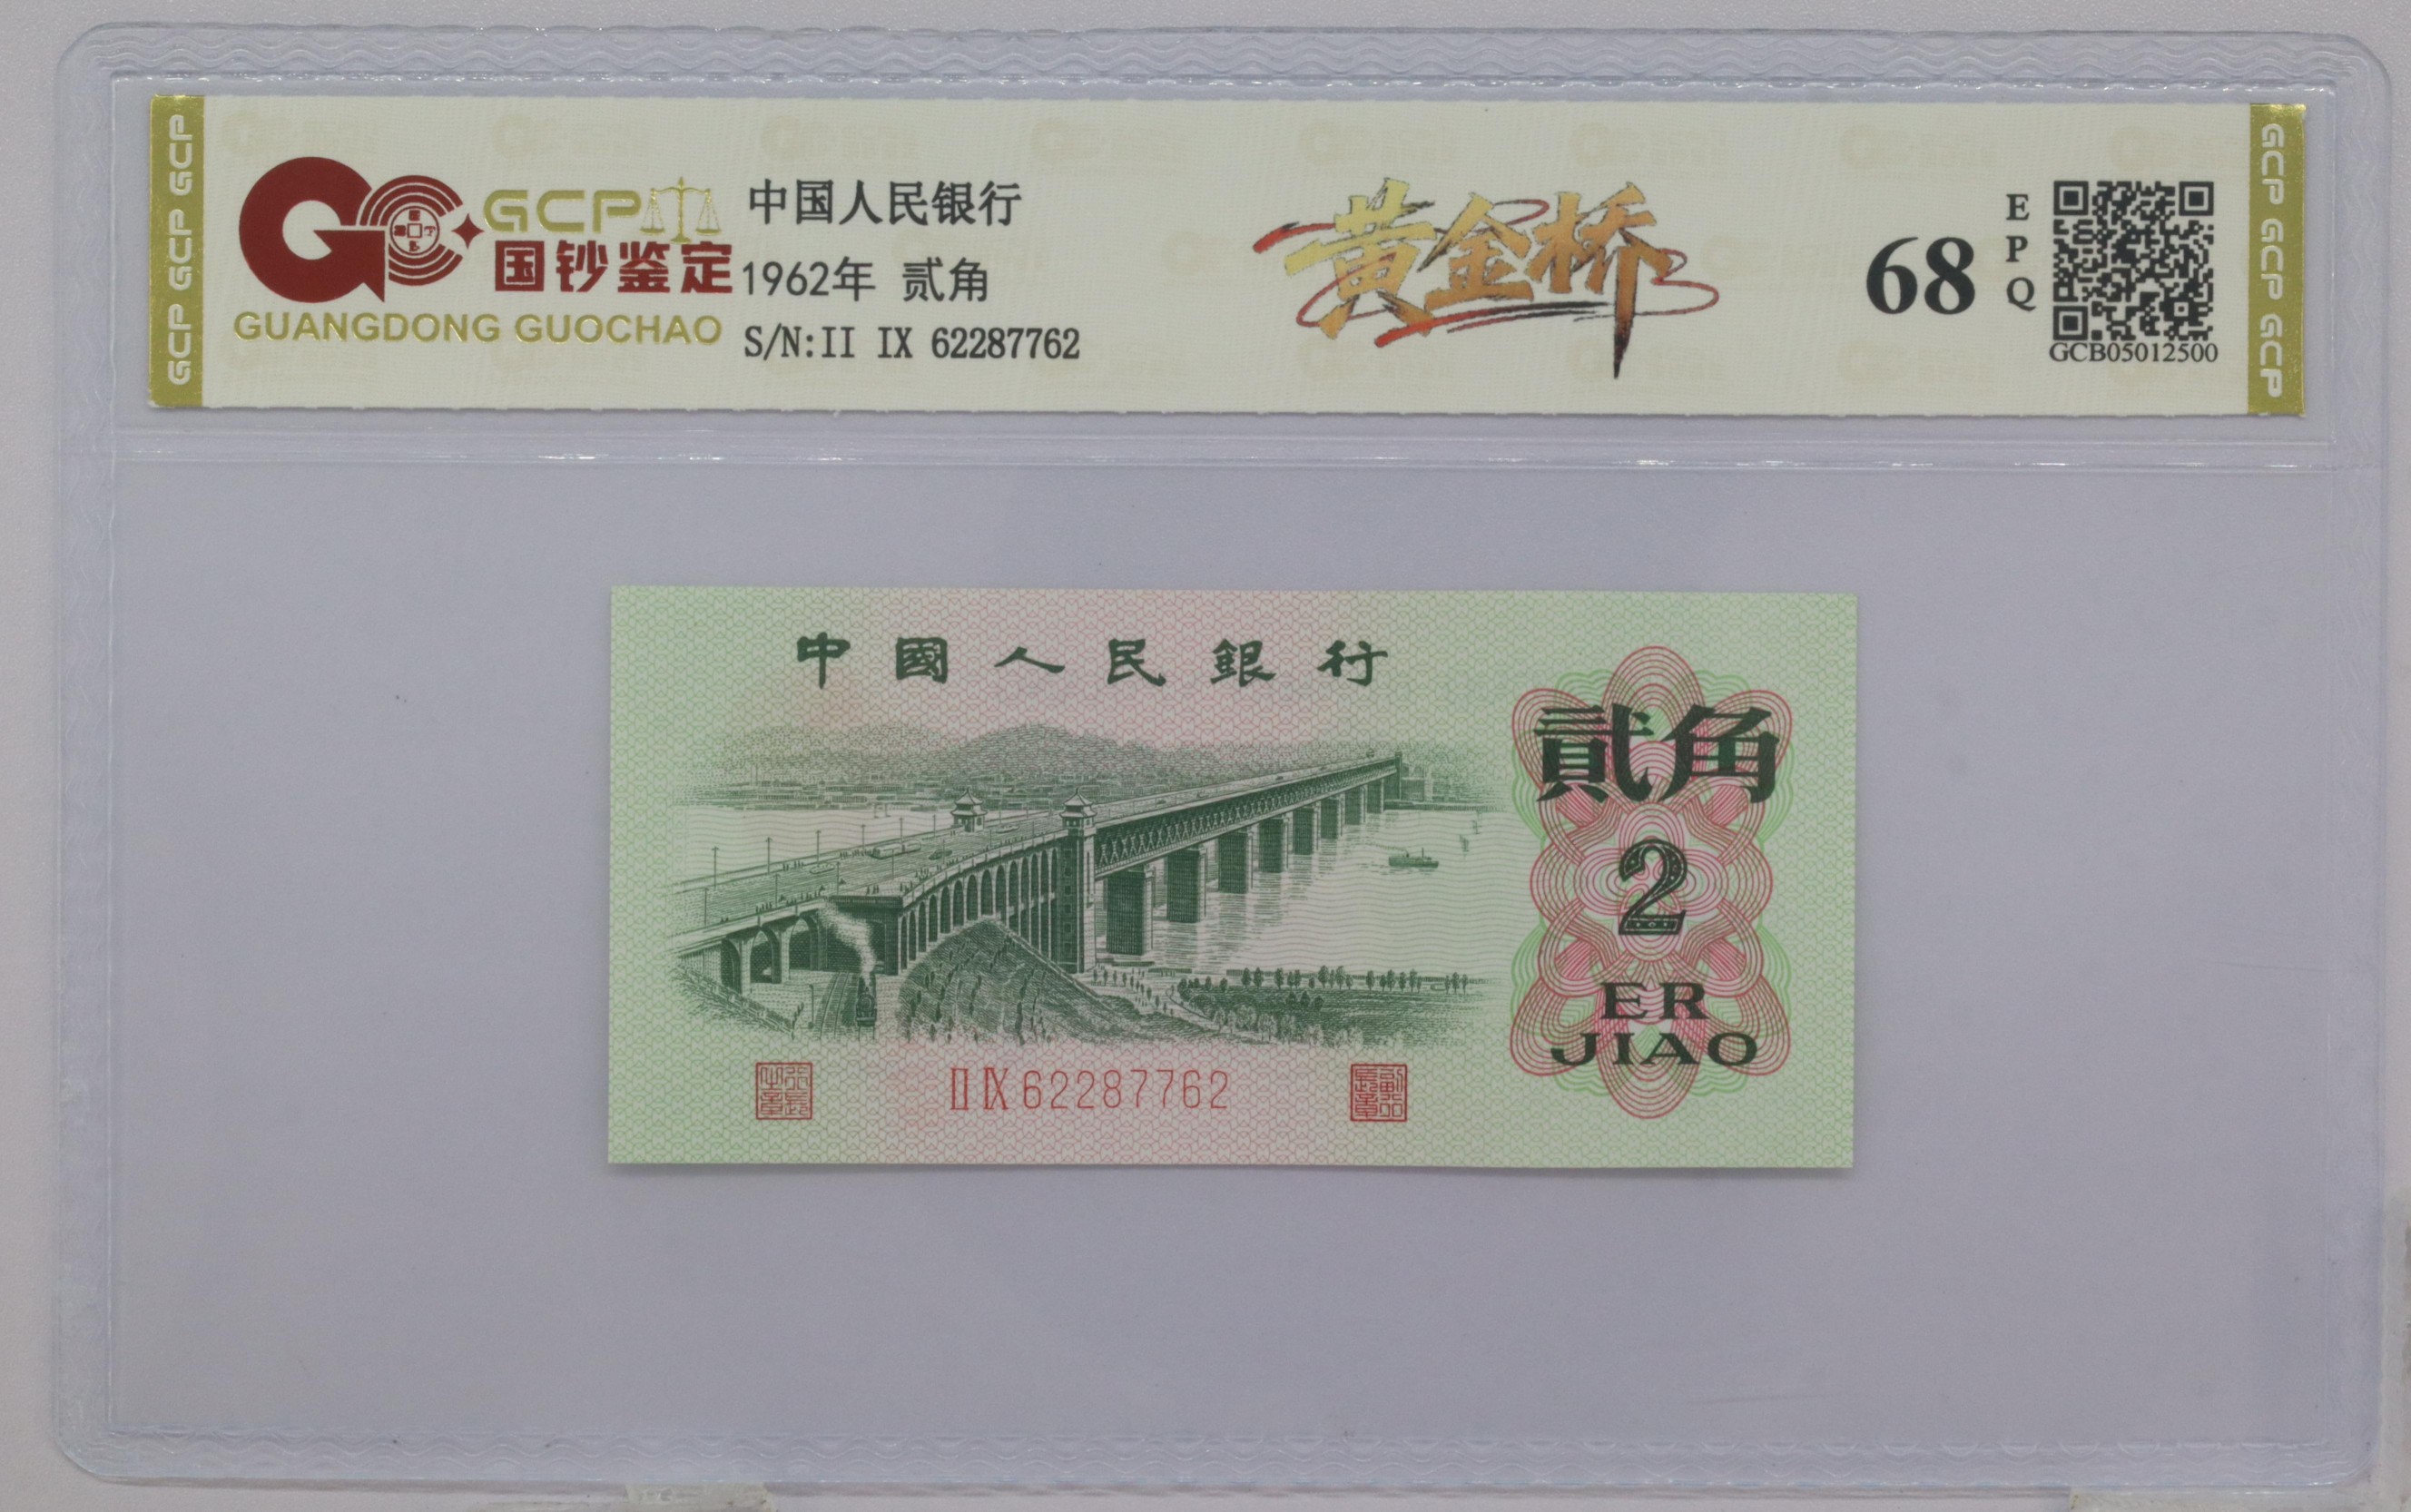 GCP GCP GCP
GCP
国钞鉴定
GUANGDONG GUOCHAO
中国人民银行
1962年 贰角
S/N:II IX 62287762
黄金桥
68
EPQ
GCB05012500
GCP GCP GCP
中國人民銀行
貳角
2
ER
JIAO
II IX 62287762